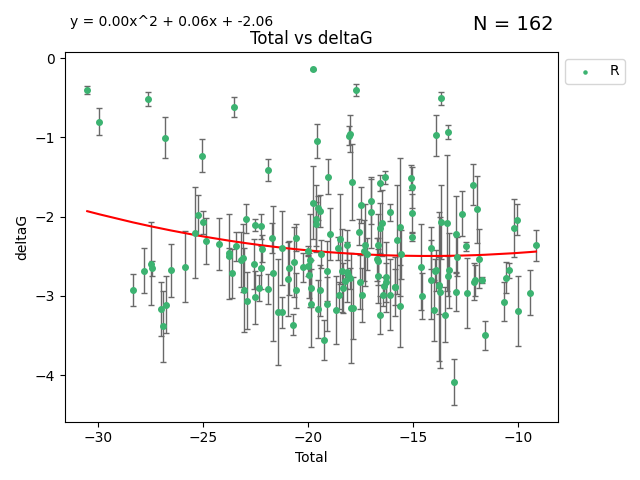 y = 0.00x^2 + 0.06x + -2.06
N = 162
Total vs deltaG
R
deltaG
0
−1
−2
−3
−4
−30
−25
−20
−15
−10
Total